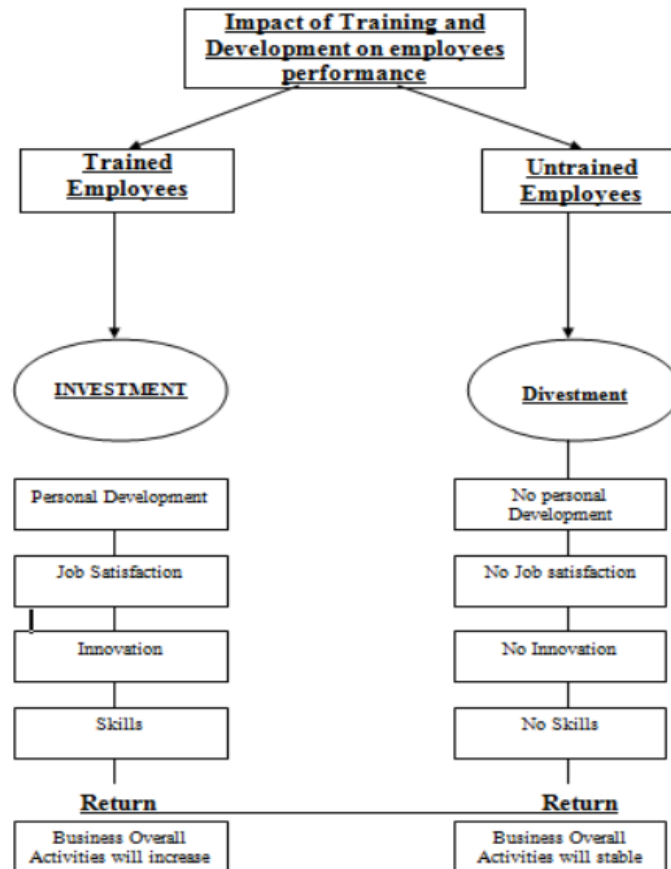 Impact of Training and
Development on employees
performance
Trained
Employees
Untrained
Employees
INVESTMENT
Divestment
Personal Development
No personal
Development
Job Satisfaction
No Job satisfaction
Innovation
No Innovation
Skills
No Skills
Return
Return
Business Overall
Activities will increase
Business Overall
Activities will stable